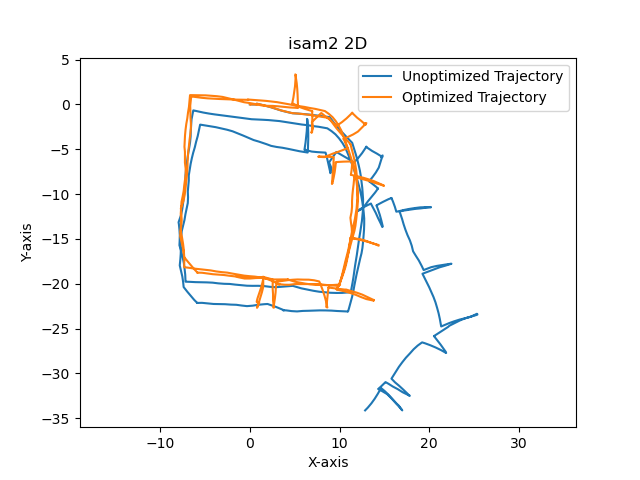 isam2 2D
Unoptimized Trajectory
Optimized Trajectory
5
0
−5
−10
−15
−20
−25
−30
−35
Y-axis
−10
0
10
20
30
X-axis